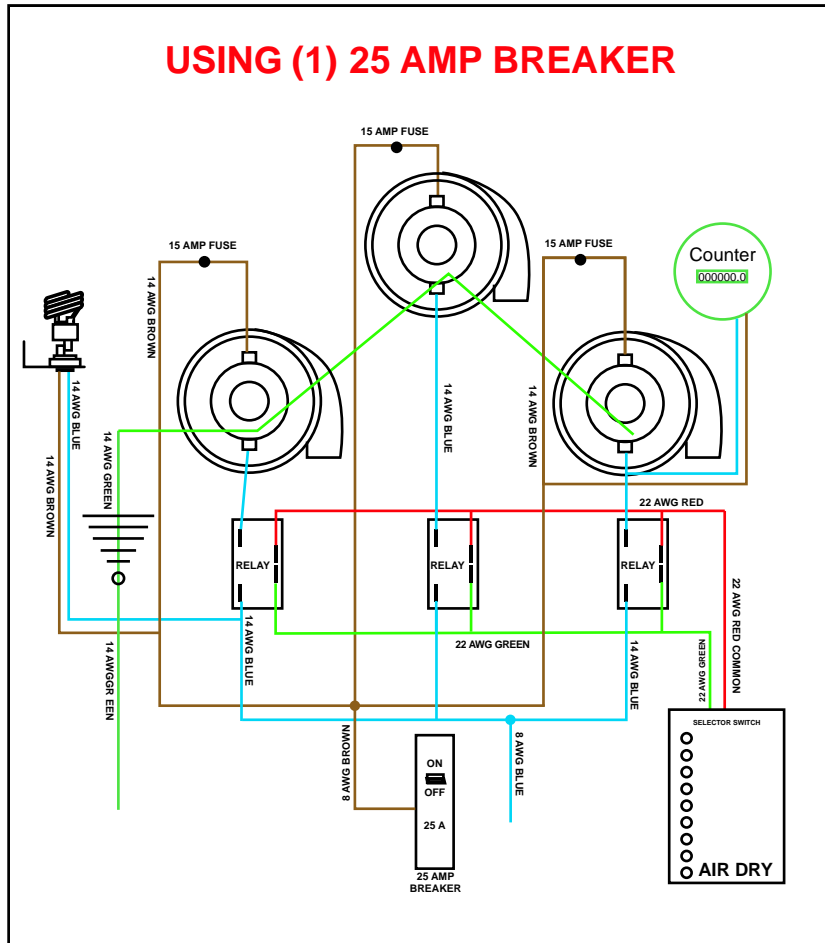 USING (1) 25 AMP BREAKER
15 AMP FUSE
15 AMP FUSE
15 AMP FUSE
Counter
000000.0
14 AWG BROWN
14 AWG BLUE
14 AWG GREEN
14 AWG BROWN
14 AWG BLUE
14 AWG BROWN
22 AWG RED
RELAY
RELAY
RELAY
14 AWG BLUE
22 AWG GREEN
14 AWG BLUE
22 AWG GREEN
22 AWG RED COMMON
14 AWGGR EEN
8 AWG BROWN
8 AWG BLUE
SELECTOR SWITCH
ON
OFF
25 A
AIR DRY
25 AMP
BREAKER